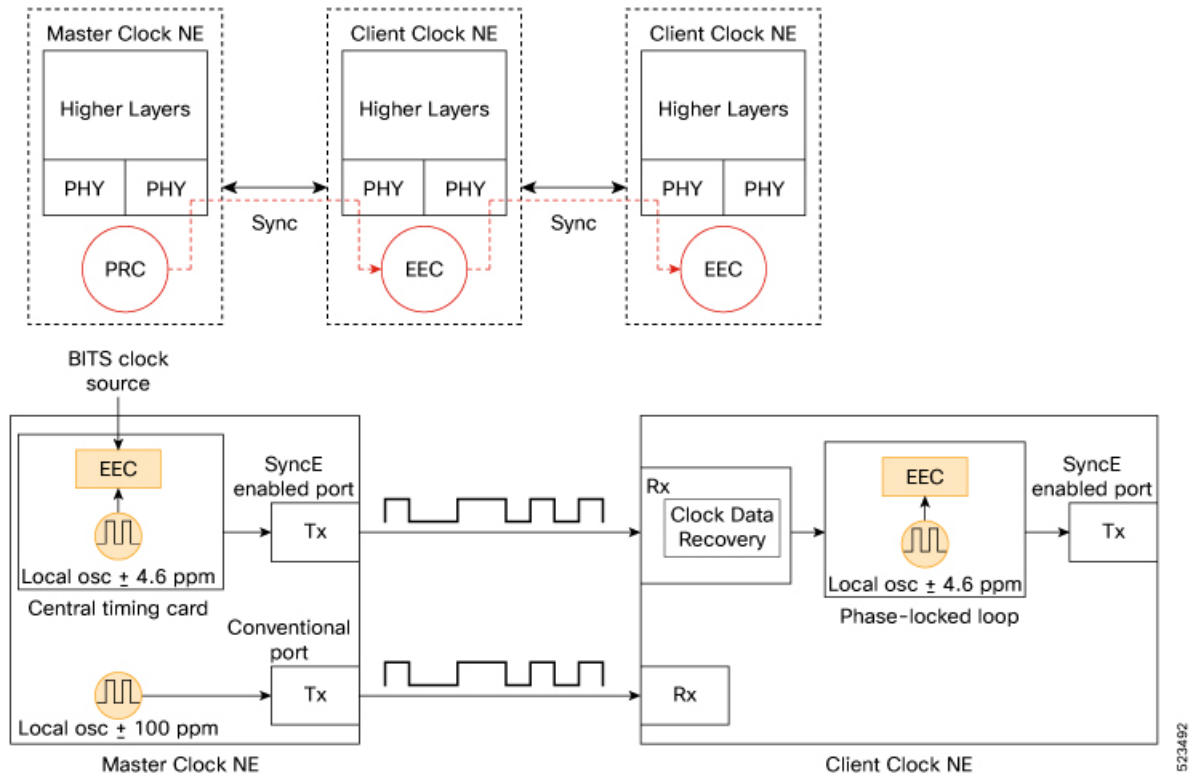 Master Clock NE
Client Clock NE
Client Clock NE
Higher Layers
Higher Layers
Higher Layers
PHY
PHY
PHY
PHY
PHY
PHY
Sync
Sync
PRC
EEC
EEC
BITS clock
source
EEC
SyncE
enabled port
Tx
Local osc ± 4.6 ppm
Central timing card
Rx
Clock Data
Recovery
EEC
Local osc ± 4.6 ppm
Phase-locked loop
SyncE
enabled port
Tx
Conventional
port
Tx
Local osc ± 100 ppm
Rx
Master Clock NE
Client Clock NE
523492